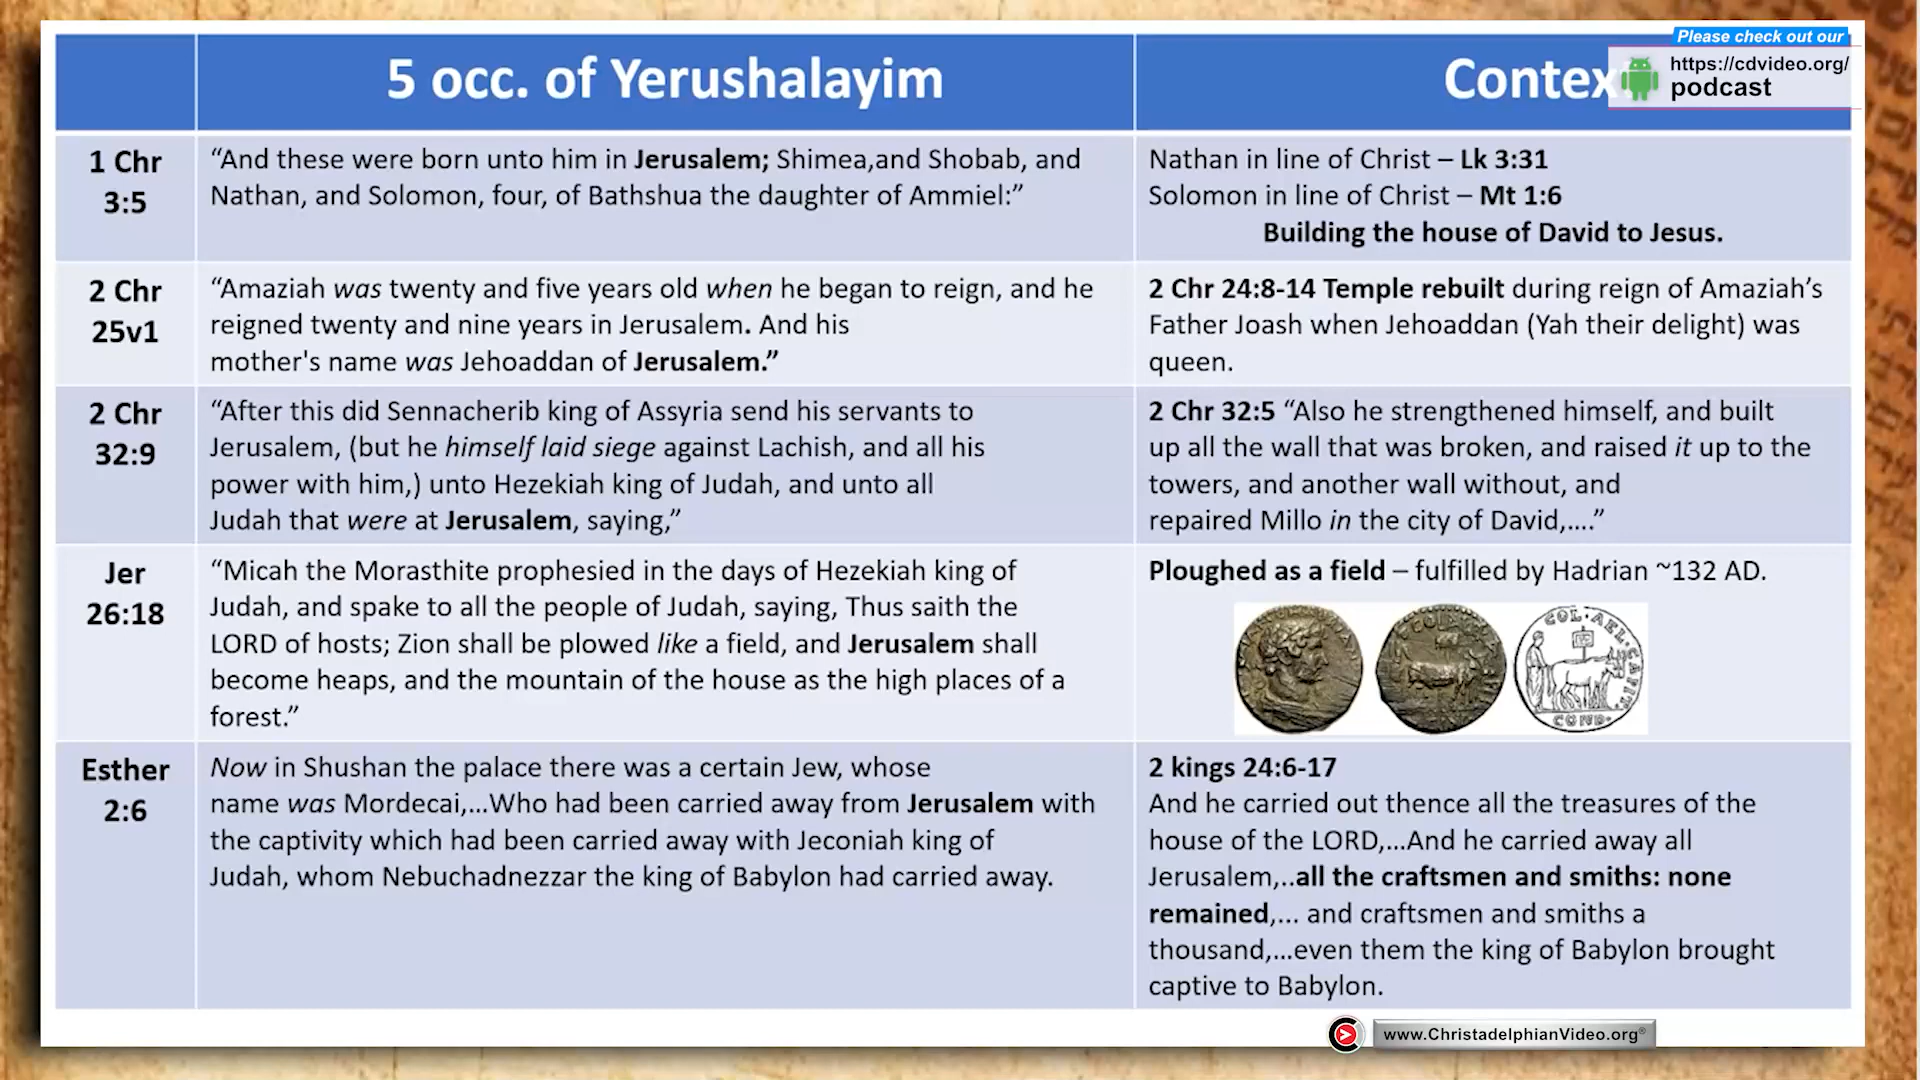 5 occ. of Yerushalayim
Contex
Please check out our
https://cdvideo.org/
podcast
1 Chr
3:5
“And these were born unto him in Jerusalem; Shimea,and Shobab, and
Nathan, and Solomon, four, of Bathshua the daughter of Ammiel:”
Nathan in line of Christ – Lk 3:31
Solomon in line of Christ – Mt 1:6
Building the house of David to Jesus.
2 Chr
25v1
“Amaziah was twenty and five years old when he began to reign, and he
reigned twenty and nine years in Jerusalem. And his
mother's name was Jehoaddan of Jerusalem.”
2 Chr 24:8-14 Temple rebuilt during reign of Amaziah’s
Father Joash when Jehoaddan (Yah their delight) was
queen.
2 Chr
32:9
“After this did Sennacherib king of Assyria send his servants to
Jerusalem, (but he himself laid siege against Lachish, and all his
power with him,) unto Hezekiah king of Judah, and unto all
Judah that were at Jerusalem, saying,”
2 Chr 32:5 “Also he strengthened himself, and built
up all the wall that was broken, and raised it up to the
towers, and another wall without, and
repaired Millo in the city of David,….”
Jer
26:18
“Micah the Morasthite prophesied in the days of Hezekiah king of
Judah, and spake to all the people of Judah, saying, Thus saith the
LORD of hosts; Zion shall be plowed like a field, and Jerusalem shall
become heaps, and the mountain of the house as the high places of a
forest.”
Ploughed as a field – fulfilled by Hadrian ~132 AD.
COL·AEL·CAPIT·
COND·
Esther
2:6
Now in Shushan the palace there was a certain Jew, whose
name was Mordecai,…Who had been carried away from Jerusalem with
the captivity which had been carried away with Jeconiah king of
Judah, whom Nebuchadnezzar the king of Babylon had carried away.
2 kings 24:6-17
And he carried out thence all the treasures of the
house of the LORD,…And he carried away all
Jerusalem,..all the craftsmen and smiths: none
remained,… and craftsmen and smiths a
thousand,…even them the king of Babylon brought
captive to Babylon.
www.ChristadelphianVideo.org®